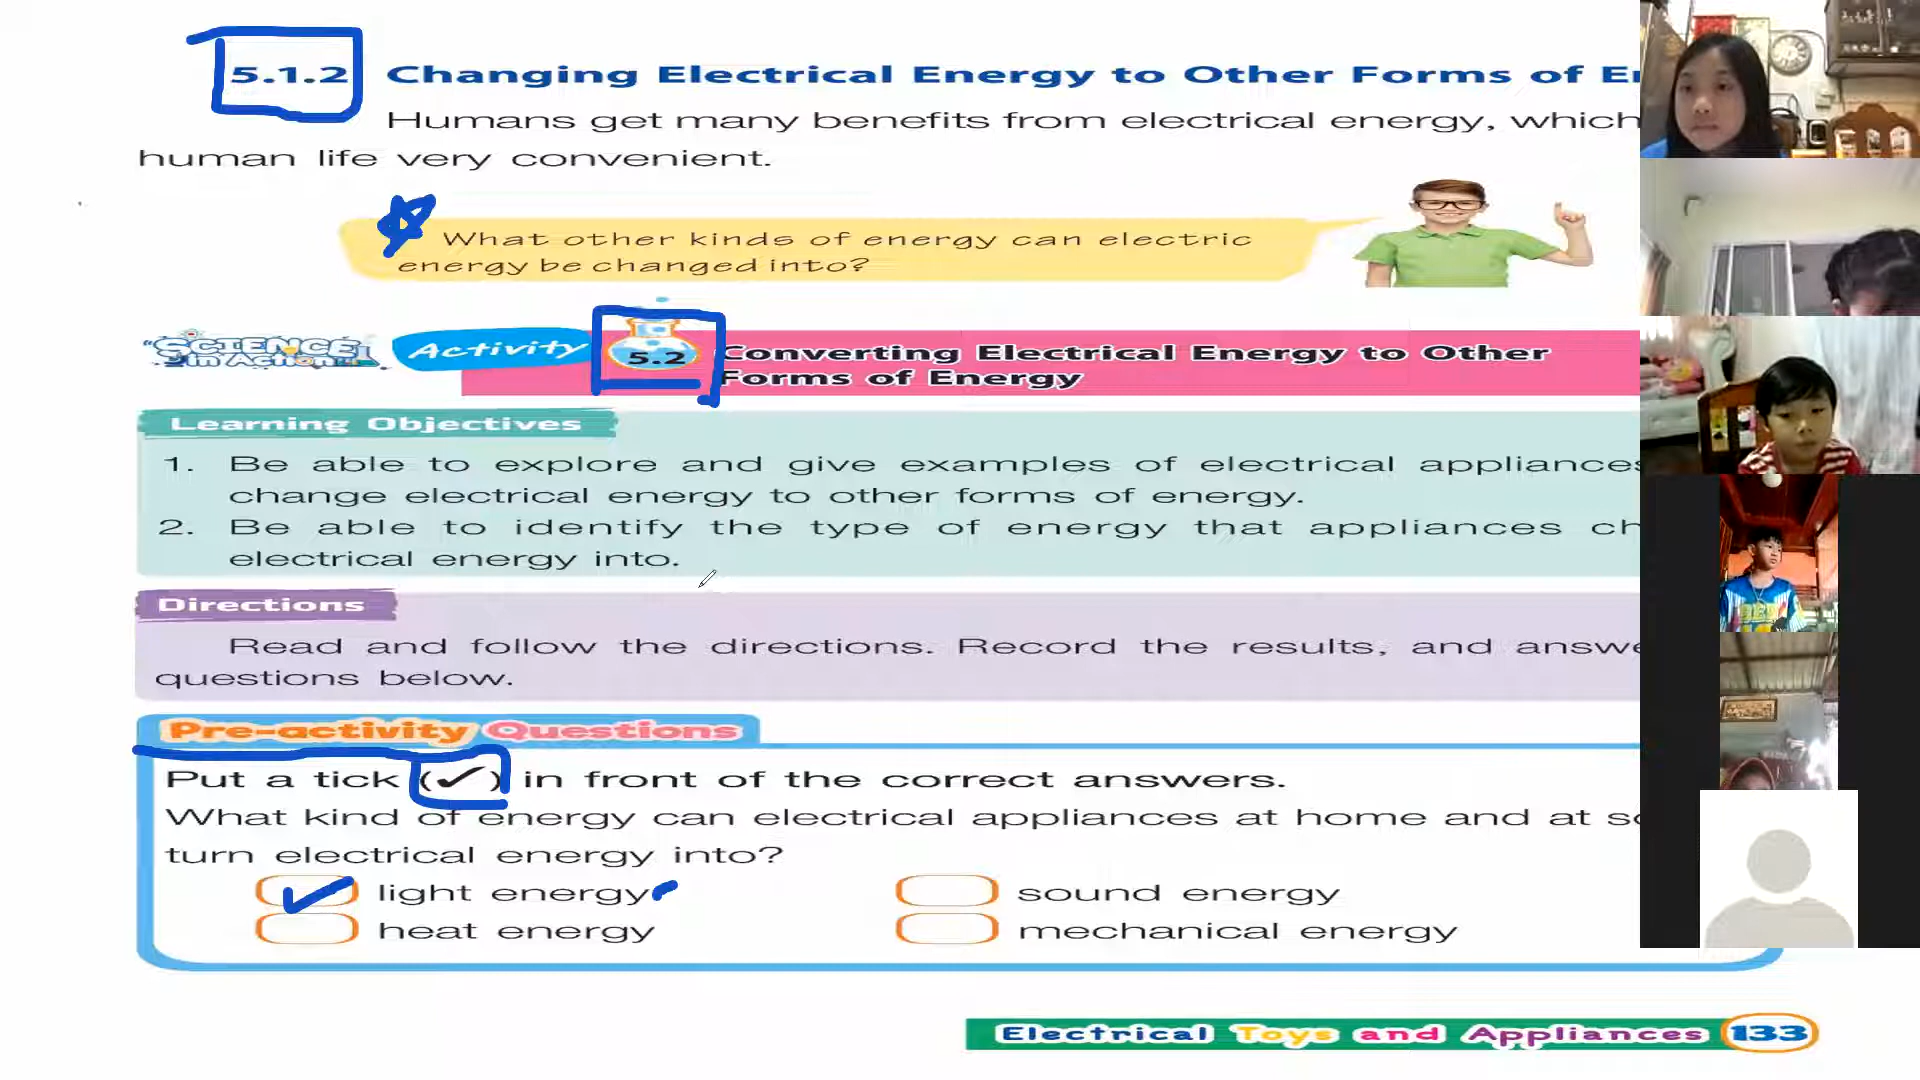 5.1.2 Changing Electrical Energy to Other Forms of
Humans get many benefits from electrical energy, which
human life very convenient.
What other kinds of energy can electric
energy be changed into?
"SCIENCE
in Action"
Activity 5.2 Converting Electrical Energy to Other
Forms of Energy
Learning Objectives
1. Be able to explore and give examples of electrical appliances
change electrical energy to other forms of energy.
2. Be able to identify the type of energy that appliances
electrical energy into.
Directions
Read and follow the directions. Record the results, and
questions below.
Pre-activity Questions
Put a tick (✓) in front of the correct answers.
What kind of energy can electrical appliances at home and at
turn electrical energy into?
✓ light energy
sound energy
heat energy
mechanical energy
Electrical Toys and Appliances 133